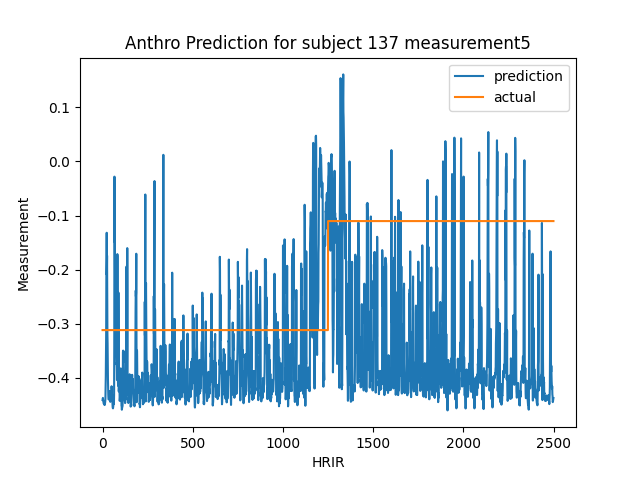 Anthro Prediction for subject 137 measurement5
prediction
actual
Measurement
0.1
0.0
−0.1
−0.2
−0.3
−0.4
0 500 1000 1500 2000 2500
HRIR